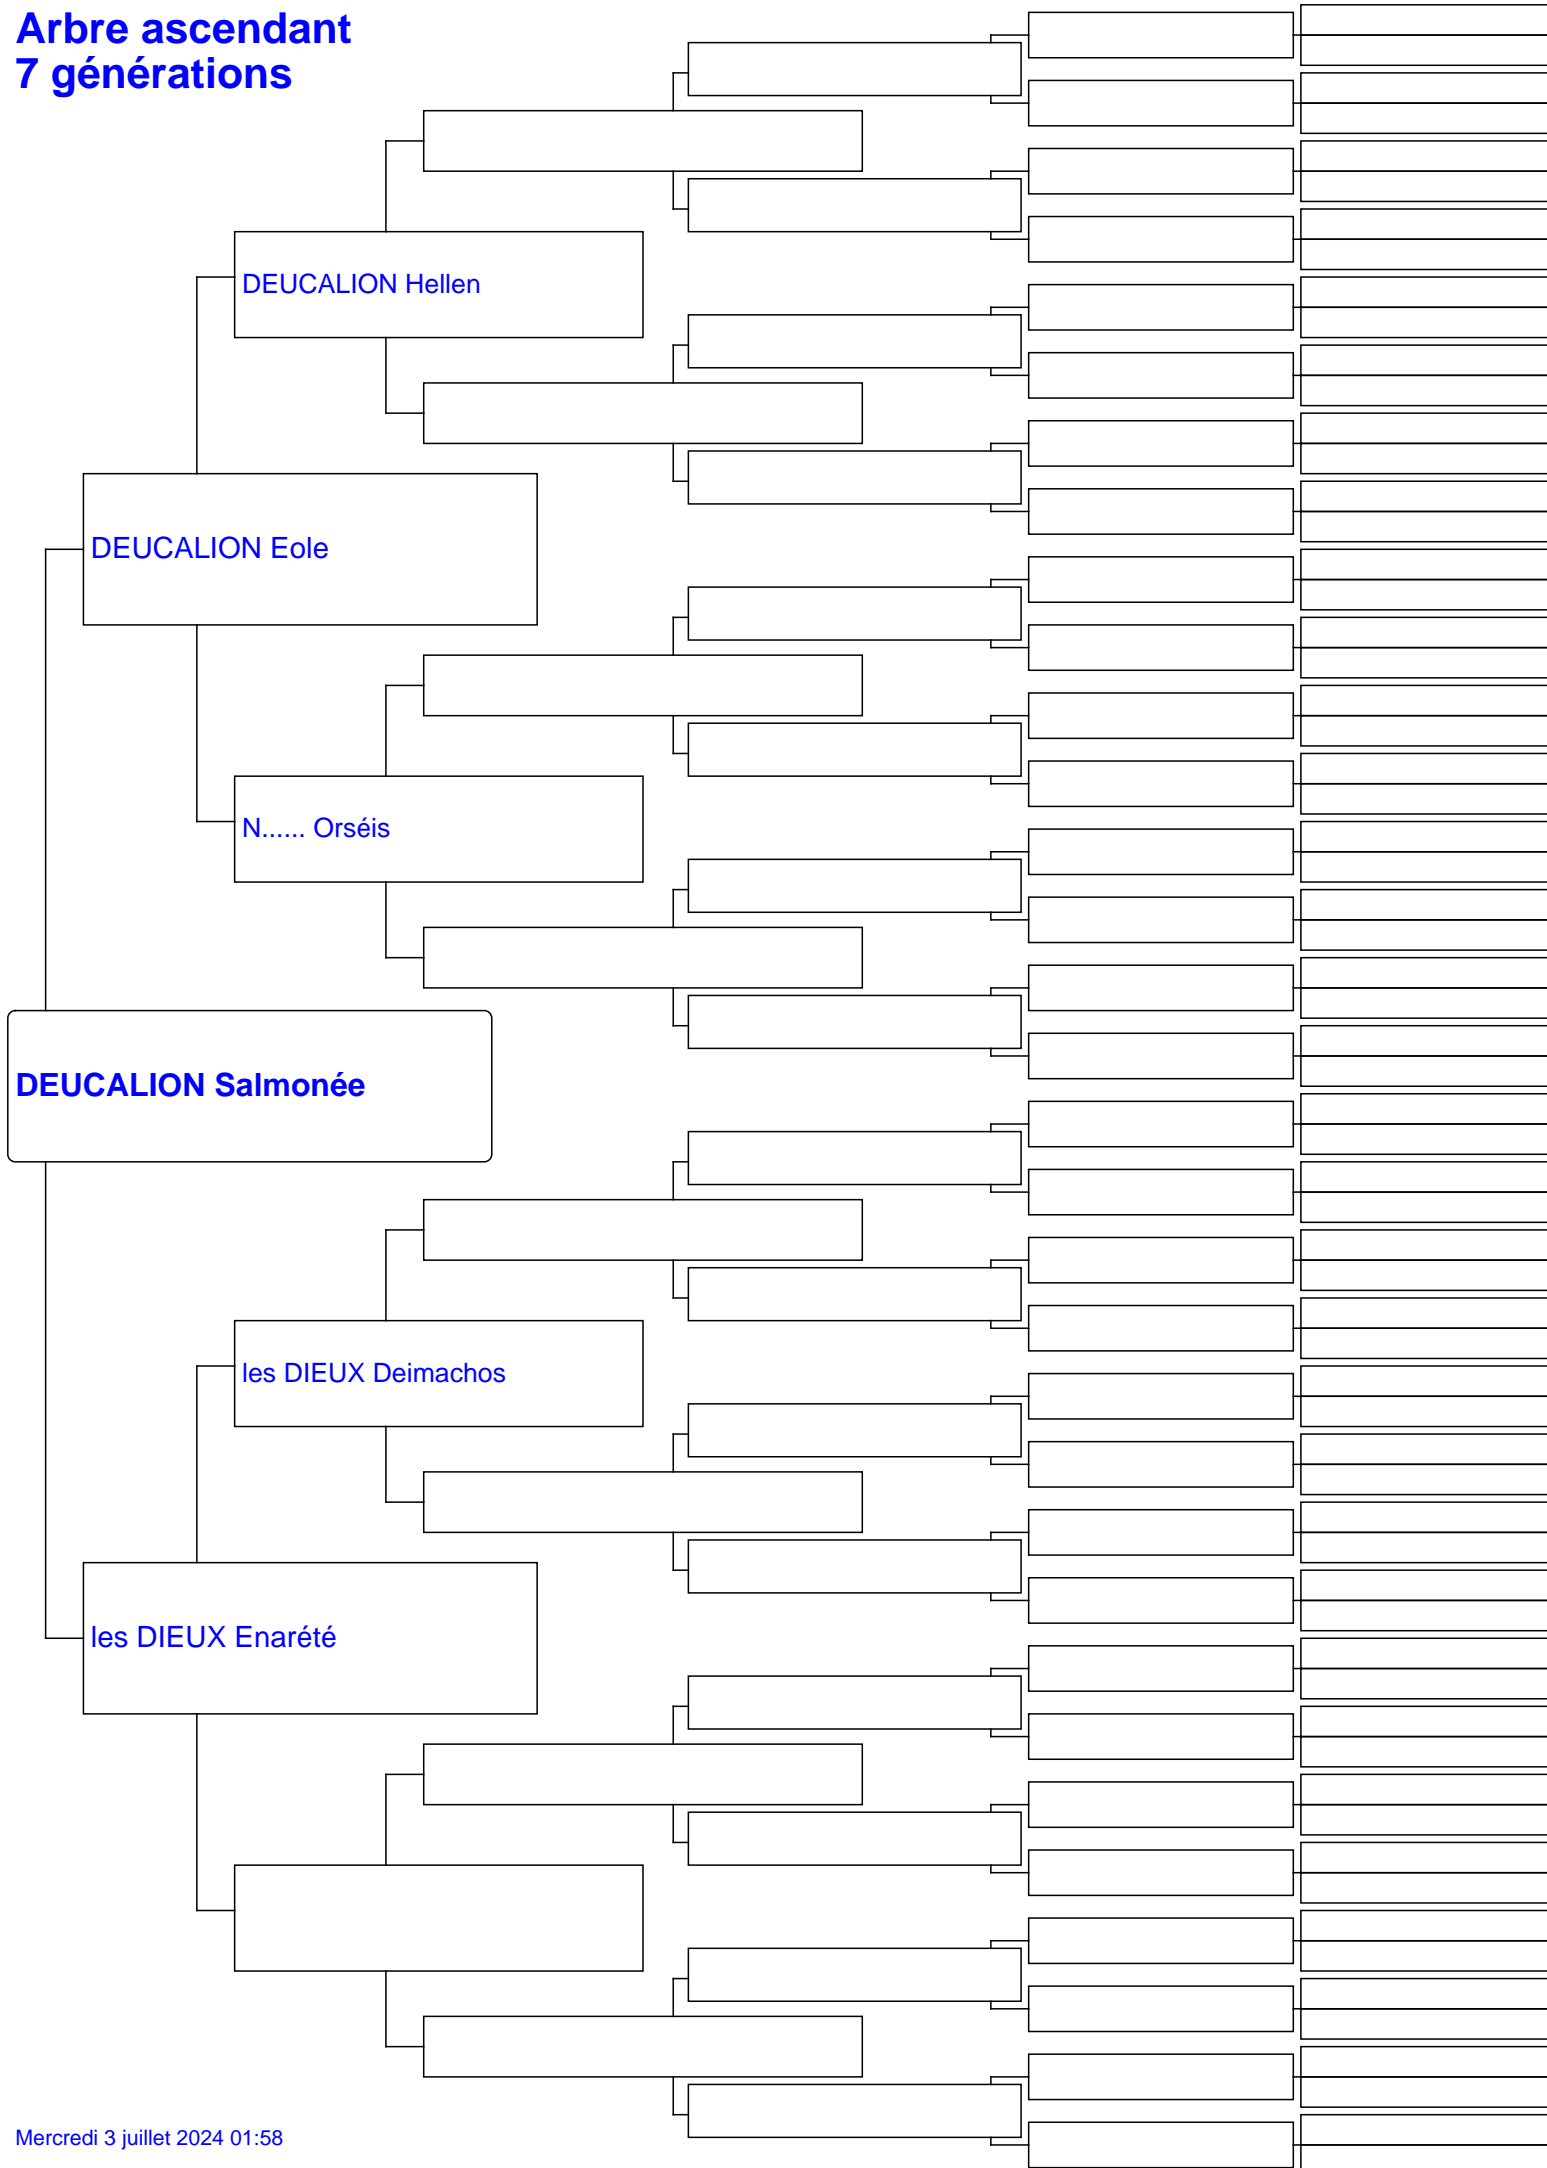 Arbre ascendant
7 générations
DEUCALION Hellen
DEUCALION Eole
N...... Orséis
DEUCALION Salmonée
les DIEUX Deimachos
les DIEUX Enarété
Mercredi 3 juillet 2024 01:58